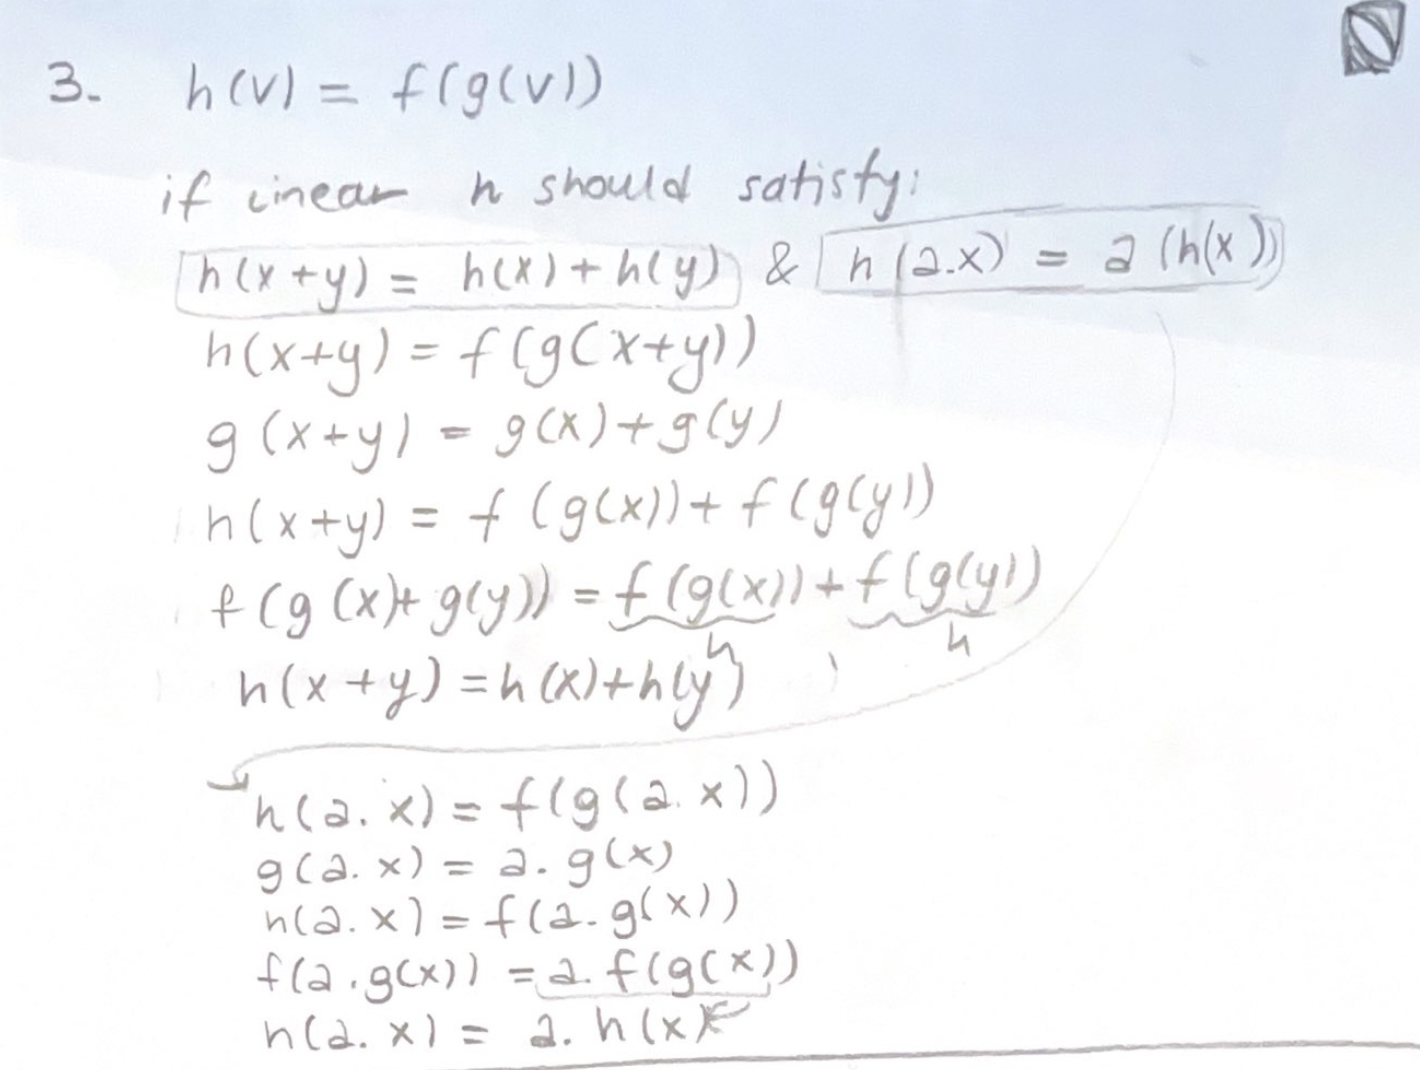 3. h(v) = f(g(v))
if linear h should satisfy:
h(x+y) = h(x)+h(y) & h(a.x) = a(h(x))
h(x+y) = f(g(x+y))
g(x+y) = g(x)+g(y)
h(x+y) = f(g(x))+f(g(y))
f(g(x)+g(y)) = f(g(x))+f(g(y))
h h
h(x+y) = h(x)+h(y)
h(a.x) = f(g(a.x))
g(a.x) = a.g(x)
h(a.x) = f(a.g(x))
f(a.g(x)) = a.f(g(x))
h(a.x) = a.h(x)